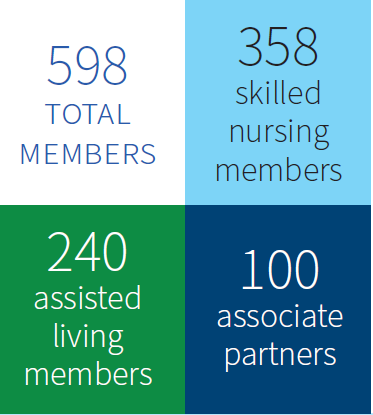 598
TOTAL
MEMBERS
358
skilled
nursing
members
240
assisted
living
members
100
associate
partners